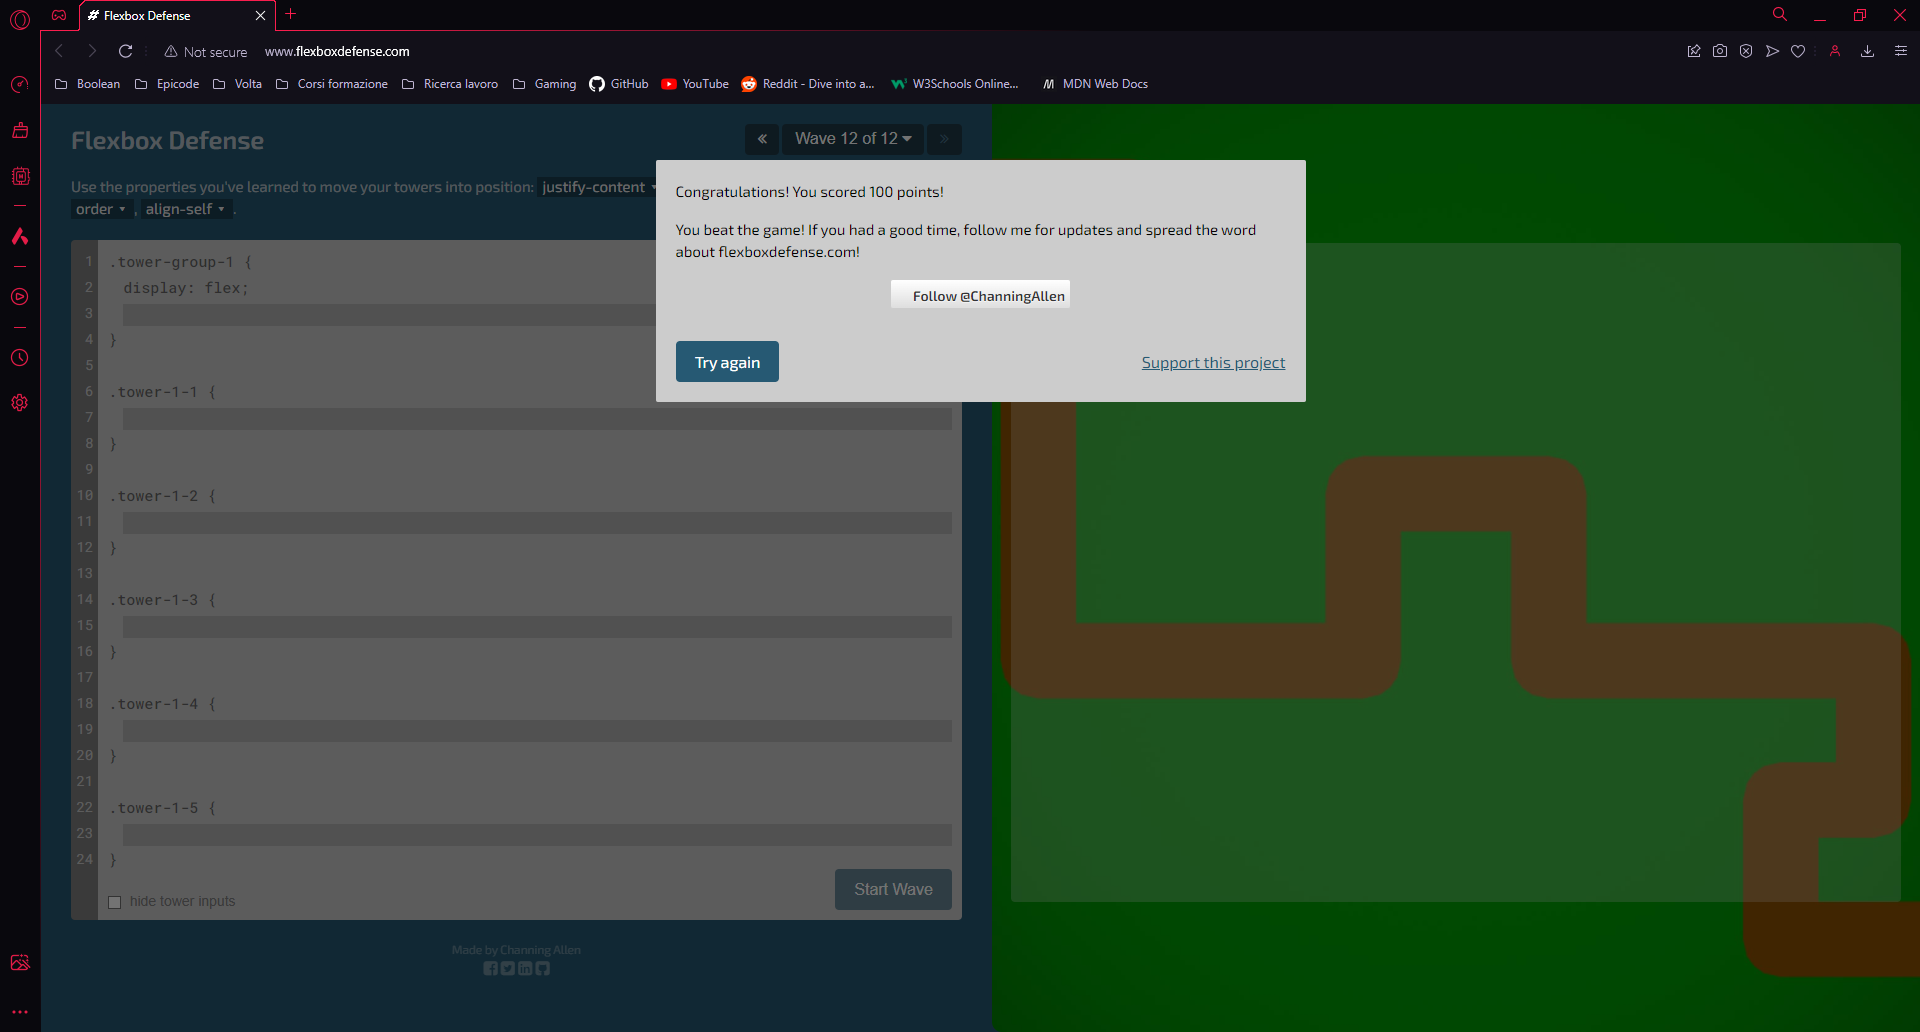 Flexbox Defense
Not secure www.flexboxdefense.com
Boolean Epicode Volta Corsi formazione Ricerca lavoro Gaming GitHub YouTube Reddit - Dive into a... W3Schools Online... MDN Web Docs
Flexbox Defense
« Wave 12 of 12 »
Use the properties you've learned to move your towers into position: justify-content
order , align-self .
Congratulations! You scored 100 points!
You beat the game! If you had a good time, follow me for updates and spread the word
about flexboxdefense.com!
Follow @ChanningAllen
Try again
Support this project
1 .tower-group-1 {
2 display: flex;
3
4 }
5
6 .tower-1-1 {
7
8 }
9
10 .tower-1-2 {
11
12 }
13
14 .tower-1-3 {
15
16 }
17
18 .tower-1-4 {
19
20 }
21
22 .tower-1-5 {
23
24 }
hide tower inputs
Start Wave
Made by Channing Allen